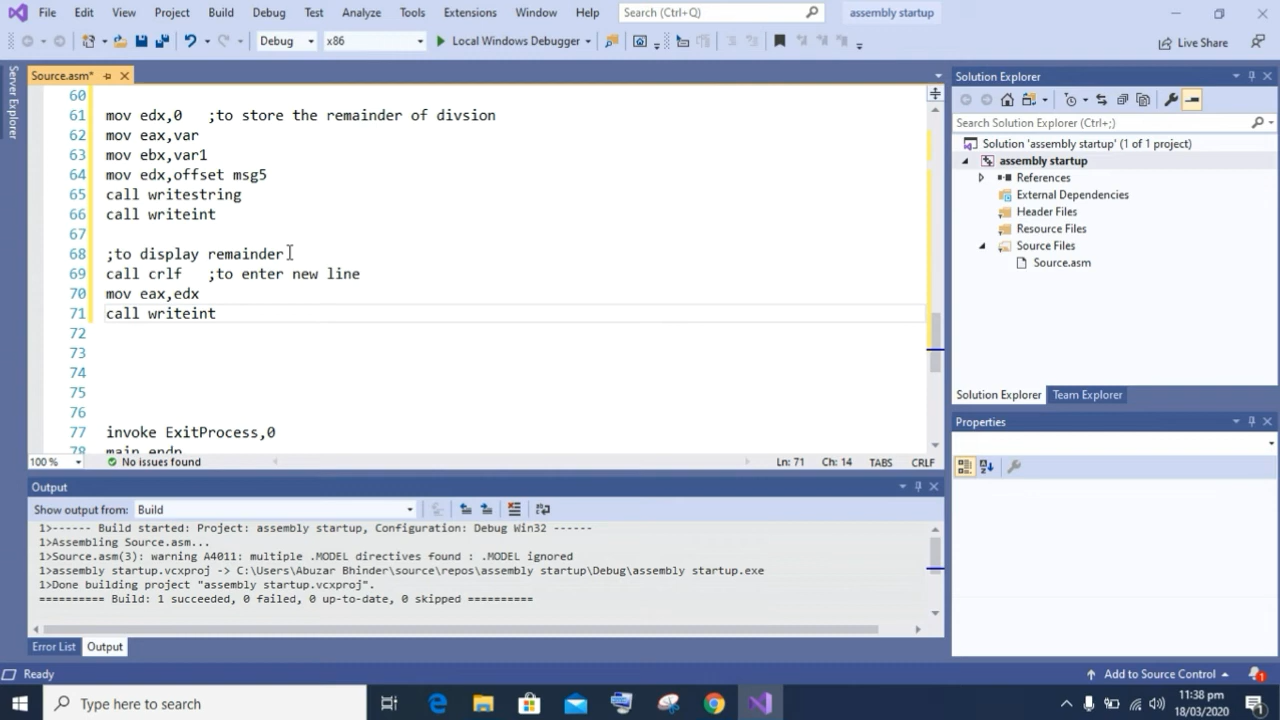 File Edit View Project Build Debug Test Analyze Tools Extensions Window Help Search (Ctrl+Q) assembly startup
Debug x86 Local Windows Debugger Live Share
Server Explorer
Source.asm*
60
61 mov edx,0 ;to store the remainder of divsion
62 mov eax,var
63 mov ebx,var1
64 mov edx,offset msg5
65 call writestring
66 call writeint
67
68 ;to display remainder
69 call crlf ;to enter new line
70 mov eax,edx
71 call writeint
72
73
74
75
76
77 invoke ExitProcess,0
78 main endp
100 % No issues found Ln: 71 Ch: 14 TABS CRLF
Output
Show output from: Build
1>------ Build started: Project: assembly startup, Configuration: Debug Win32 ------
1>Assembling Source.asm...
1>Source.asm(3): warning A4011: multiple .MODEL directives found : .MODEL ignored
1>assembly startup.vcxproj -> C:\Users\Abuzar Bhinder\source\repos\assembly startup\Debug\assembly startup.exe
1>Done building project "assembly startup.vcxproj".
========== Build: 1 succeeded, 0 failed, 0 up-to-date, 0 skipped ==========
Error List Output
Solution Explorer
Search Solution Explorer (Ctrl+;)
Solution 'assembly startup' (1 of 1 project)
assembly startup
References
External Dependencies
Header Files
Resource Files
Source Files
Source.asm
Solution Explorer Team Explorer
Properties
Ready Add to Source Control 1
Type here to search
11:38 pm
18/03/2020
1